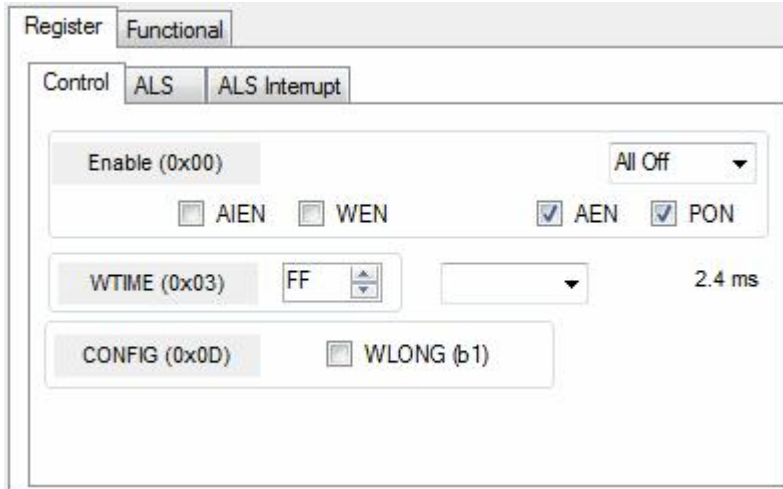 Register Functional
Control ALS ALS Interrupt
Enable (0x00) All Off
AIEN WEN AEN PON
WTIME (0x03) FF 2.4 ms
CONFIG (0x0D) WLONG (b1)